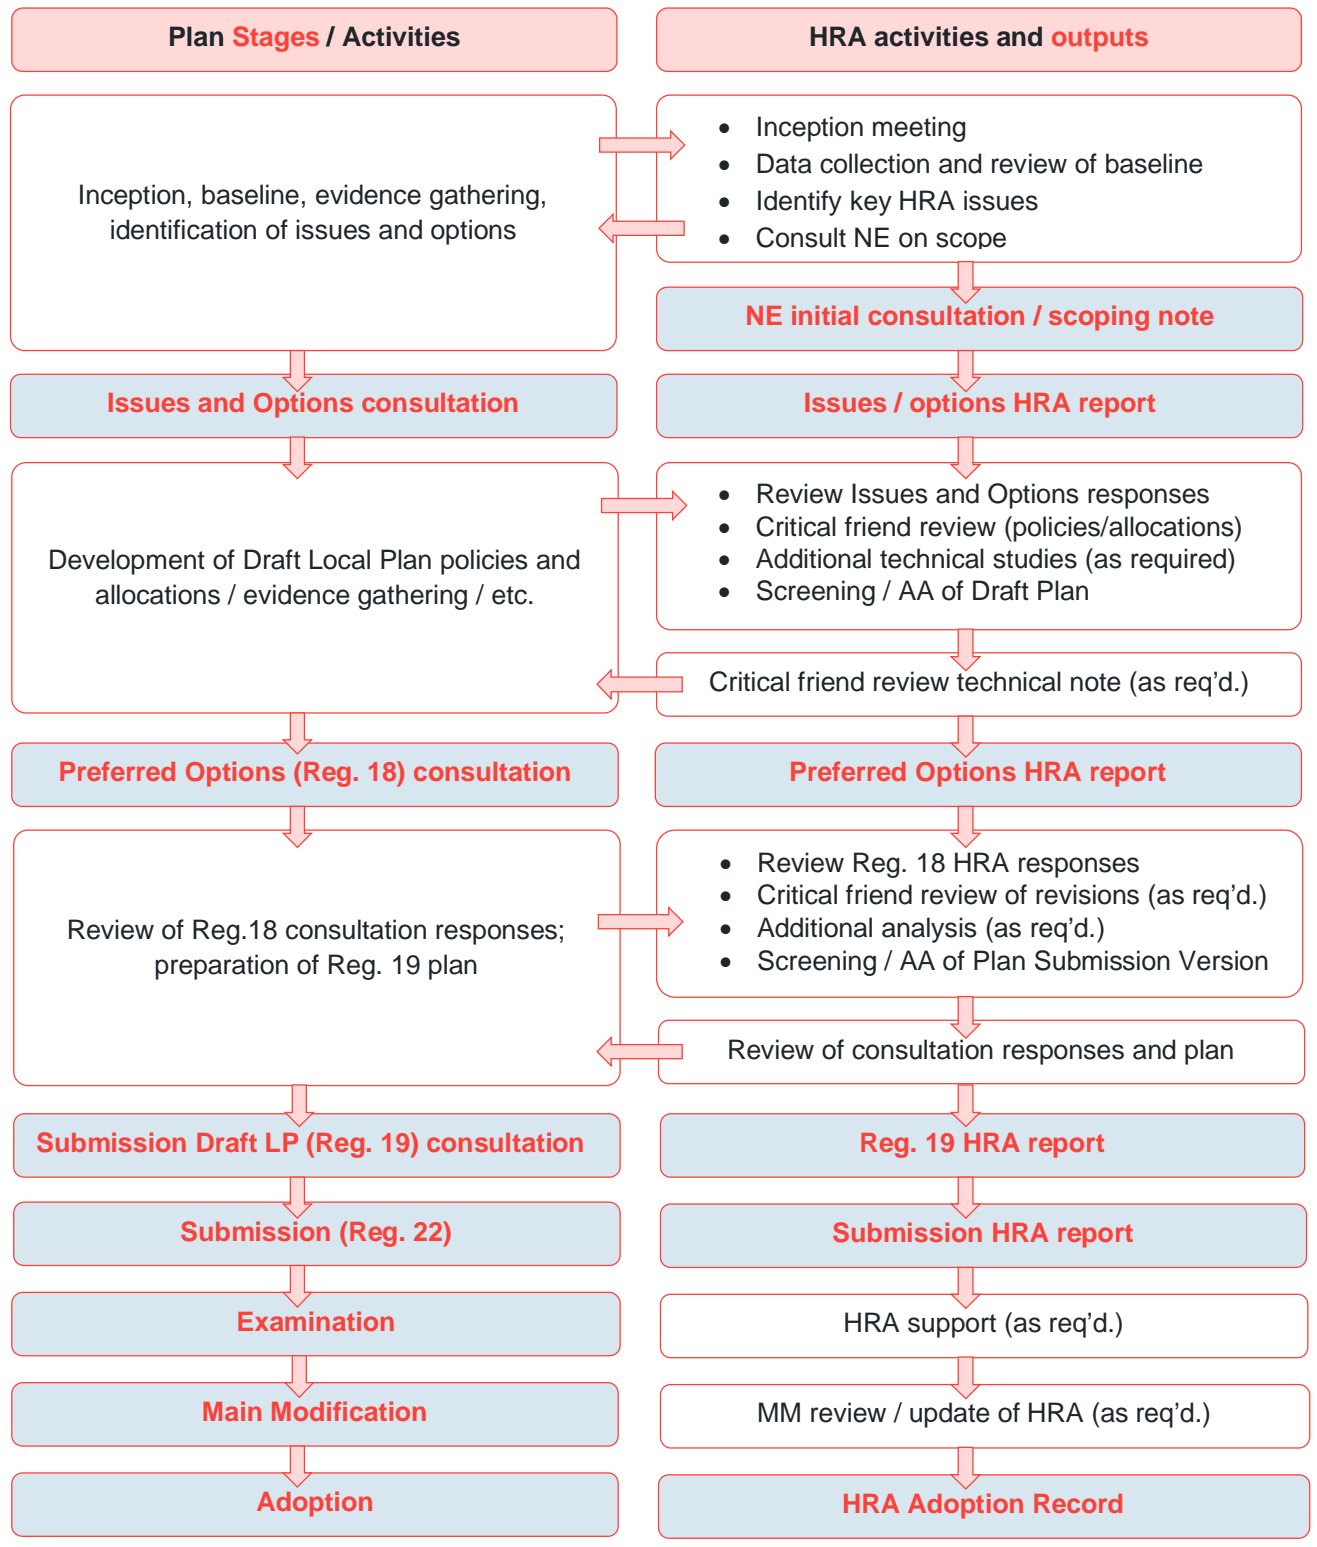 Plan Stages / Activities
HRA activities and outputs
Inception, baseline, evidence gathering,
identification of issues and options
• Inception meeting
• Data collection and review of baseline
• Identify key HRA issues
• Consult NE on scope
NE initial consultation / scoping note
Issues and Options consultation
Issues / options HRA report
Development of Draft Local Plan policies and
allocations / evidence gathering / etc.
• Review Issues and Options responses
• Critical friend review (policies/allocations)
• Additional technical studies (as required)
• Screening / AA of Draft Plan
Critical friend review technical note (as req’d.)
Preferred Options (Reg. 18) consultation
Preferred Options HRA report
Review of Reg.18 consultation responses;
preparation of Reg. 19 plan
• Review Reg. 18 HRA responses
• Critical friend review of revisions (as req’d.)
• Additional analysis (as req’d.)
• Screening / AA of Plan Submission Version
Review of consultation responses and plan
Submission Draft LP (Reg. 19) consultation
Reg. 19 HRA report
Submission (Reg. 22)
Submission HRA report
Examination
HRA support (as req’d.)
Main Modification
MM review / update of HRA (as req’d.)
Adoption
HRA Adoption Record